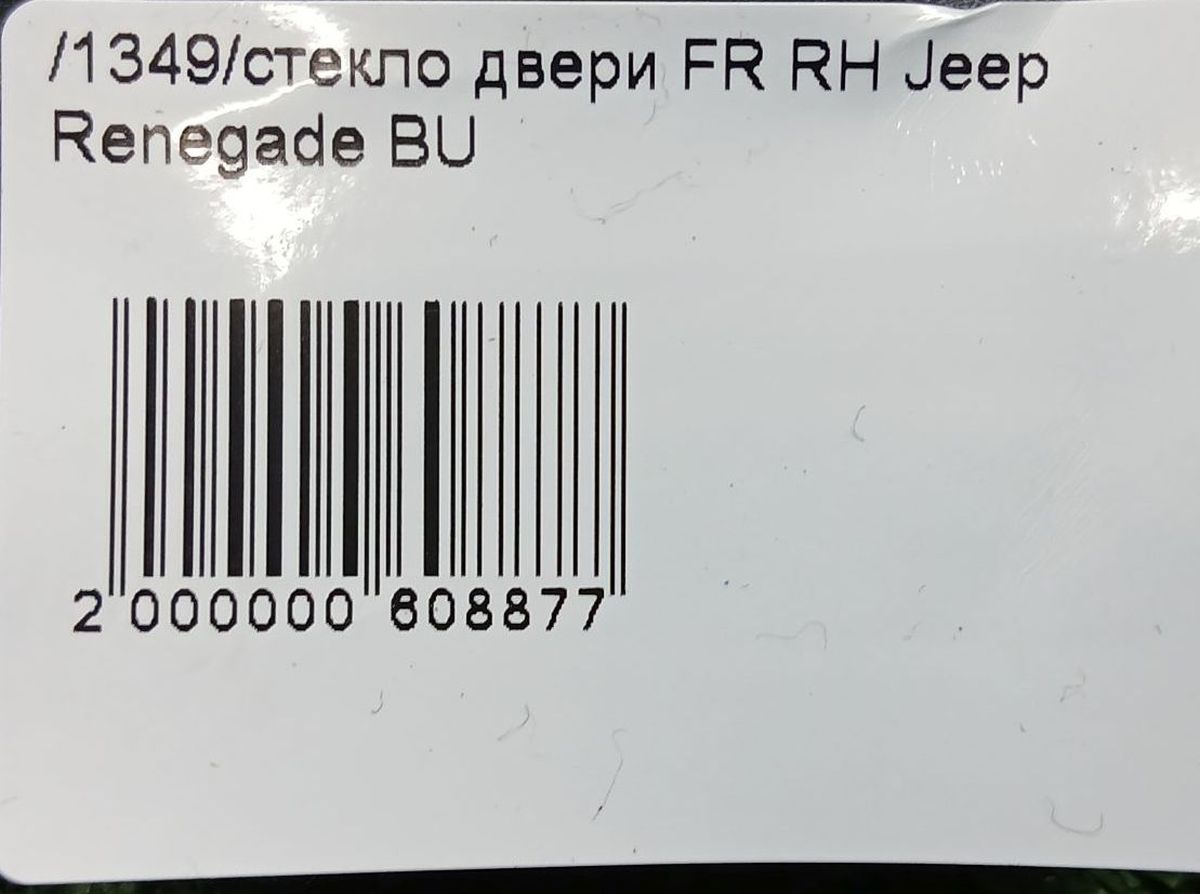 /1349/стекло двери FR RH Jeep
Renegade BU
2 000000 608877